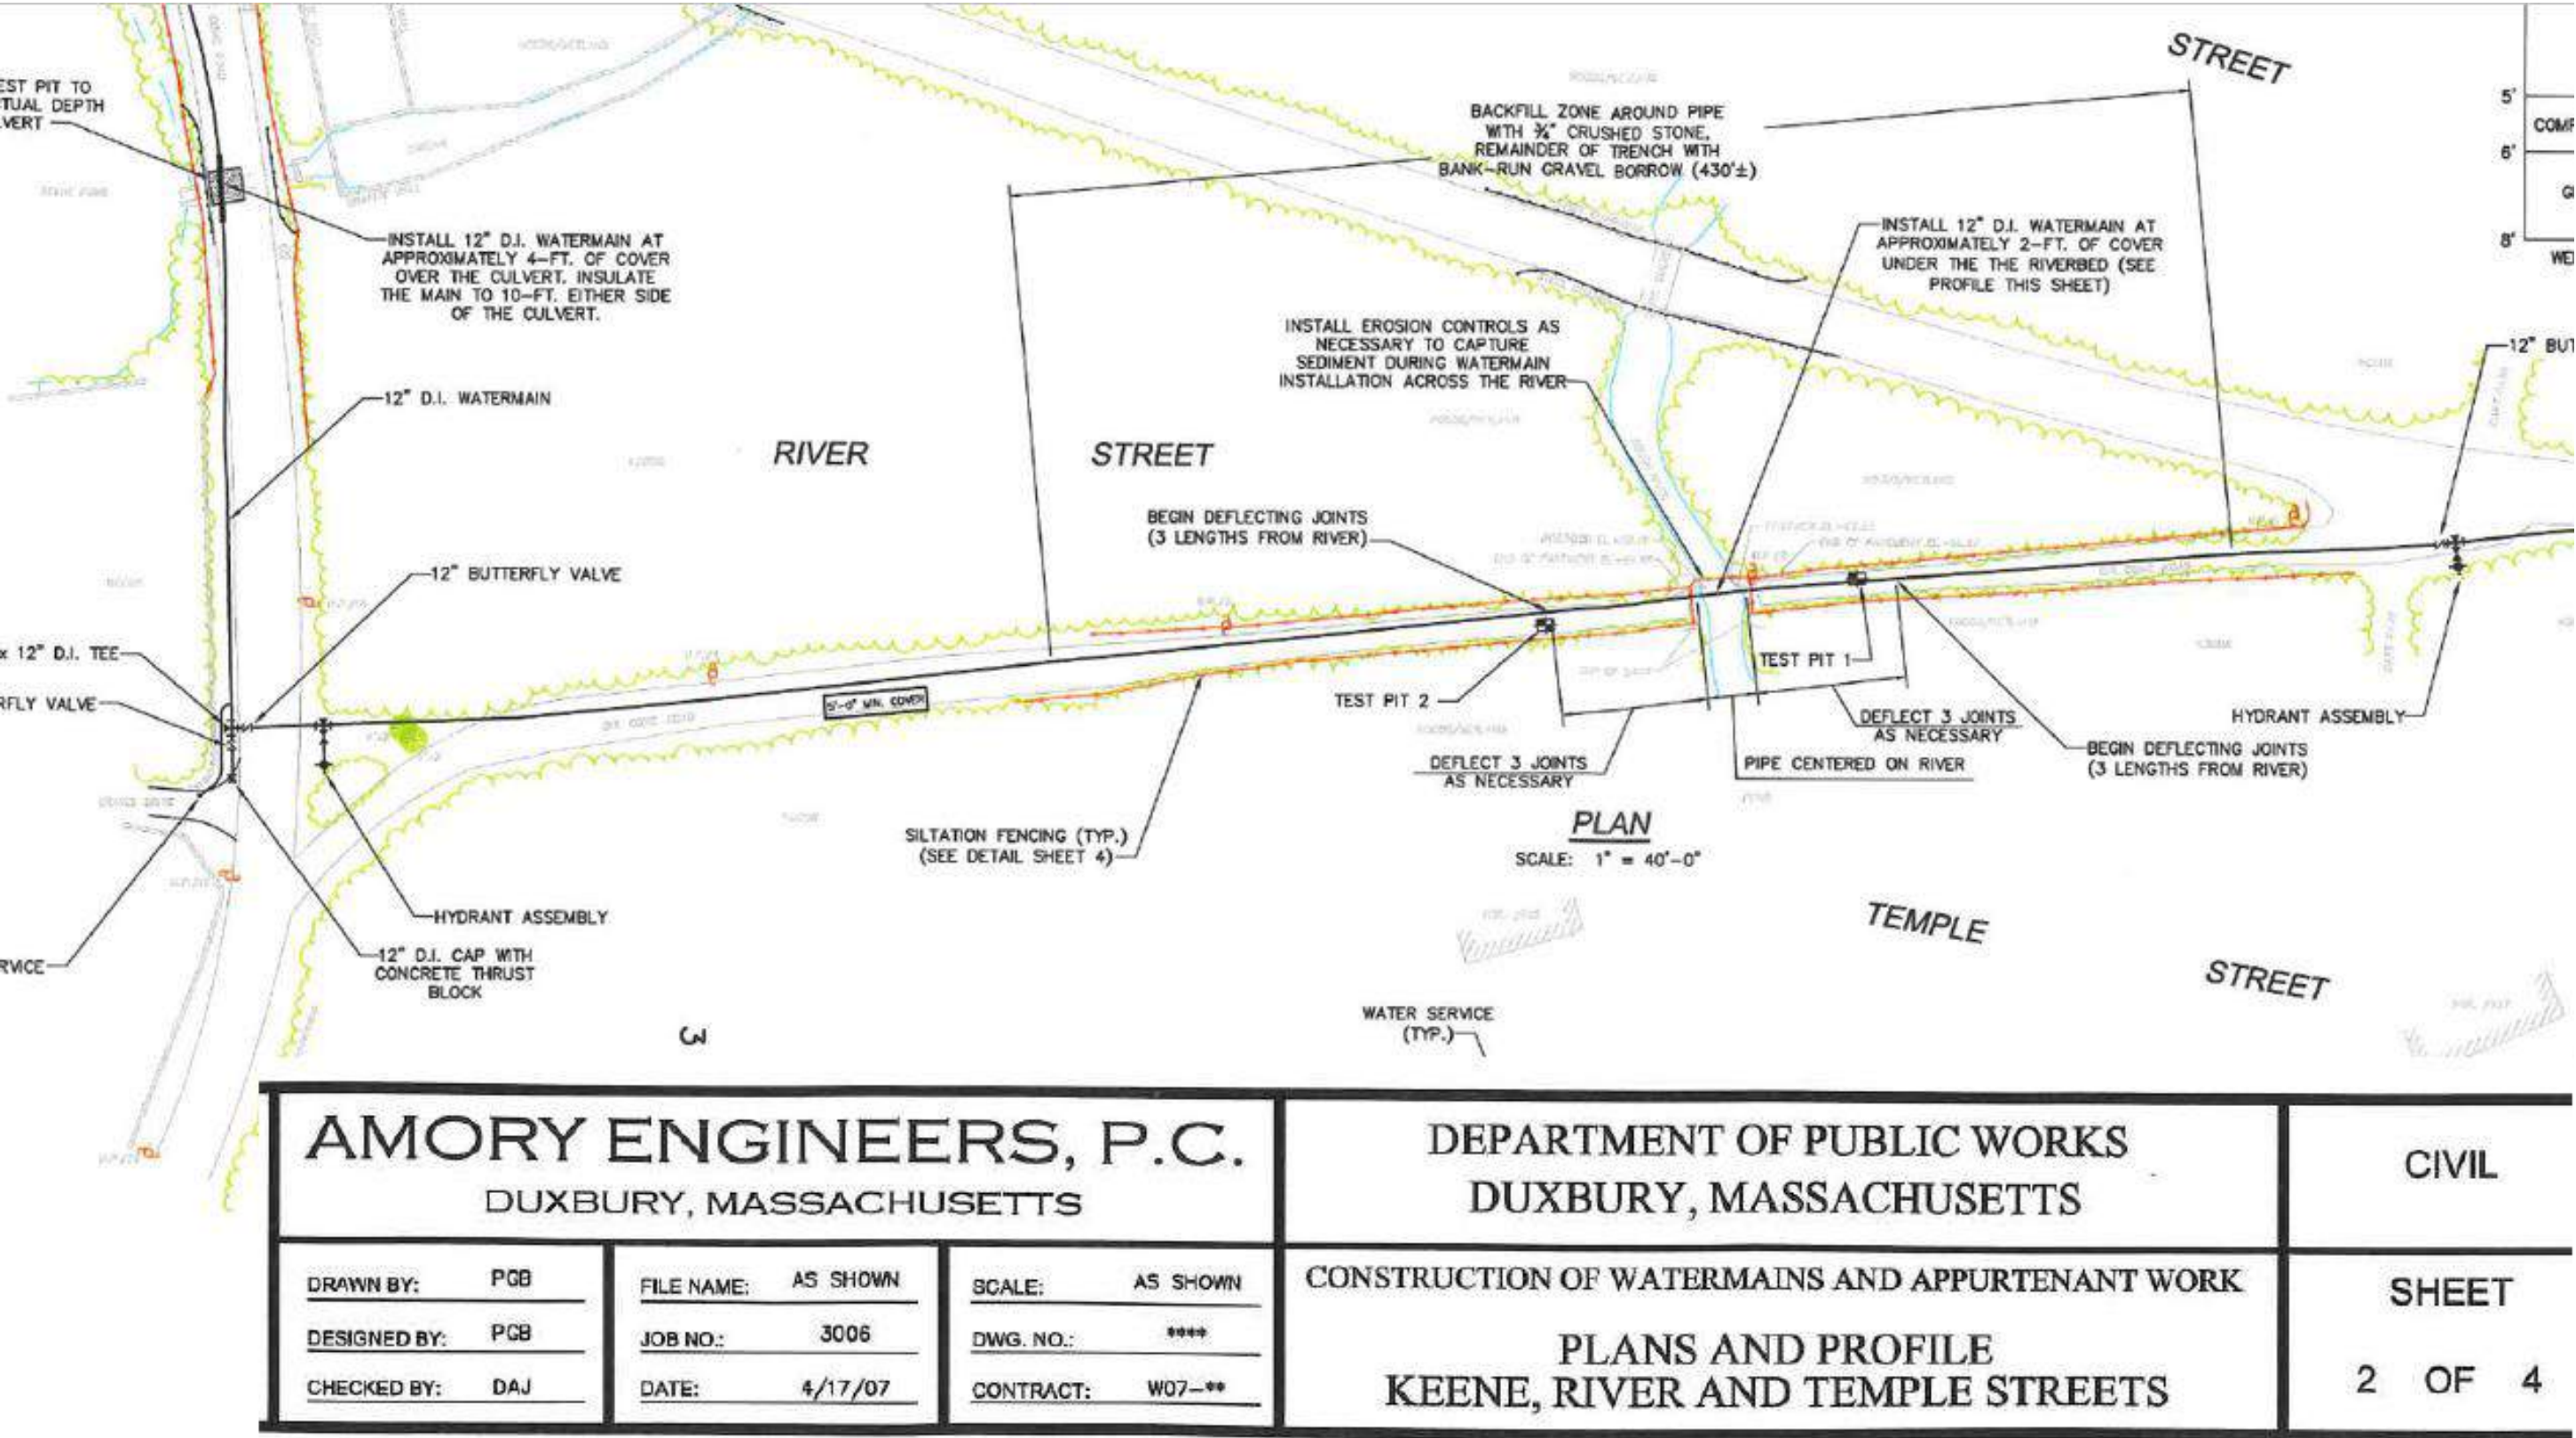 STREET
EST PIT TO
TUAL DEPTH
VERT
BACKFILL ZONE AROUND PIPE
WITH ¾" CRUSHED STONE,
REMAINDER OF TRENCH WITH
BANK-RUN GRAVEL BORROW (430'±)
5'
COMP
6'
8'
INSTALL 12" D.I. WATERMAIN AT
APPROXIMATELY 4-FT. OF COVER
OVER THE CULVERT. INSULATE
THE MAIN TO 10-FT. EITHER SIDE
OF THE CULVERT.
INSTALL 12" D.I. WATERMAIN AT
APPROXIMATELY 2-FT. OF COVER
UNDER THE THE RIVERBED (SEE
PROFILE THIS SHEET)
INSTALL EROSION CONTROLS AS
NECESSARY TO CAPTURE
SEDIMENT DURING WATERMAIN
INSTALLATION ACROSS THE RIVER
12" BUT
12" D.I. WATERMAIN
RIVER STREET
BEGIN DEFLECTING JOINTS
(3 LENGTHS FROM RIVER)
12" BUTTERFLY VALVE
x 12" D.I. TEE
RFLY VALVE
5'-0" MIN. COVER
TEST PIT 2
TEST PIT 1
DEFLECT 3 JOINTS
AS NECESSARY
HYDRANT ASSEMBLY
BEGIN DEFLECTING JOINTS
(3 LENGTHS FROM RIVER)
DEFLECT 3 JOINTS
AS NECESSARY
PIPE CENTERED ON RIVER
SILTATION FENCING (TYP.)
(SEE DETAIL SHEET 4)
PLAN
SCALE: 1" = 40'-0"
HYDRANT ASSEMBLY
12" D.I. CAP WITH
CONCRETE THRUST
BLOCK
RVICE
TEMPLE
STREET
WATER SERVICE
(TYP.)
3
AMORY ENGINEERS, P.C.
DUXBURY, MASSACHUSETTS
DRAWN BY: PGB
DESIGNED BY: PGB
CHECKED BY: DAJ
FILE NAME: AS SHOWN
JOB NO.: 3006
DATE: 4/17/07
SCALE: AS SHOWN
DWG. NO.: ****
CONTRACT: W07-**
DEPARTMENT OF PUBLIC WORKS
DUXBURY, MASSACHUSETTS
CONSTRUCTION OF WATERMAINS AND APPURTENANT WORK
PLANS AND PROFILE
KEENE, RIVER AND TEMPLE STREETS
CIVIL
SHEET
2 OF 4